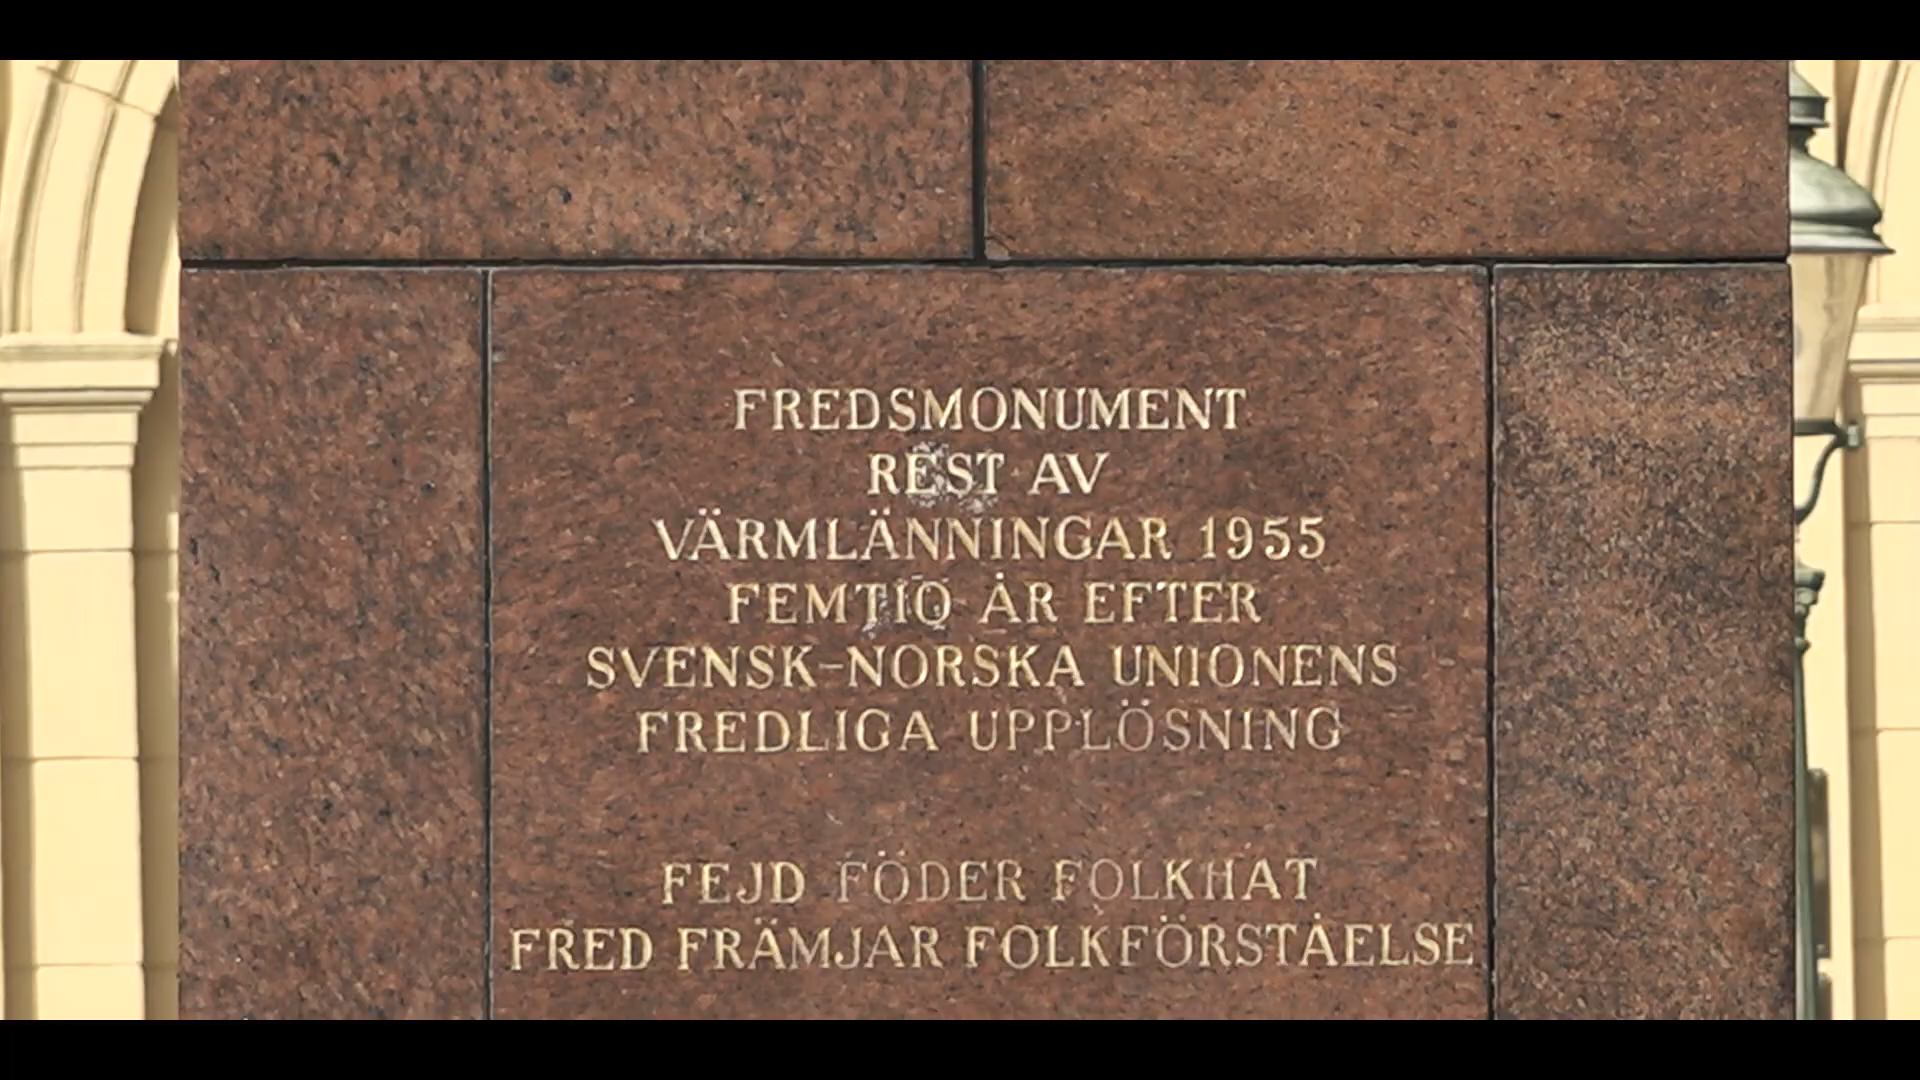 FREDSMONUMENT
REST AV
VÄRMLÄNNINGAR 1955
FEMTIO ÅR EFTER
SVENSK-NORSKA UNIONENS
FREDLIGA UPPLÖSNING
FEJD FÖDER FOLKHAT
FRED FRÄMJAR FOLKFÖRSTÅELSE